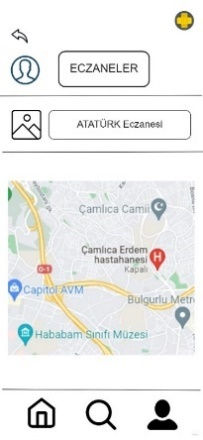 ECZANELER
ATATÜRK Eczanesi
Çamlıca Camii
Çamlıca Erdem
hastahanesi
Kapalı
O-1
Capitol AVM
Bulgurlu Metro
Hababam Sınıfı Müzesi